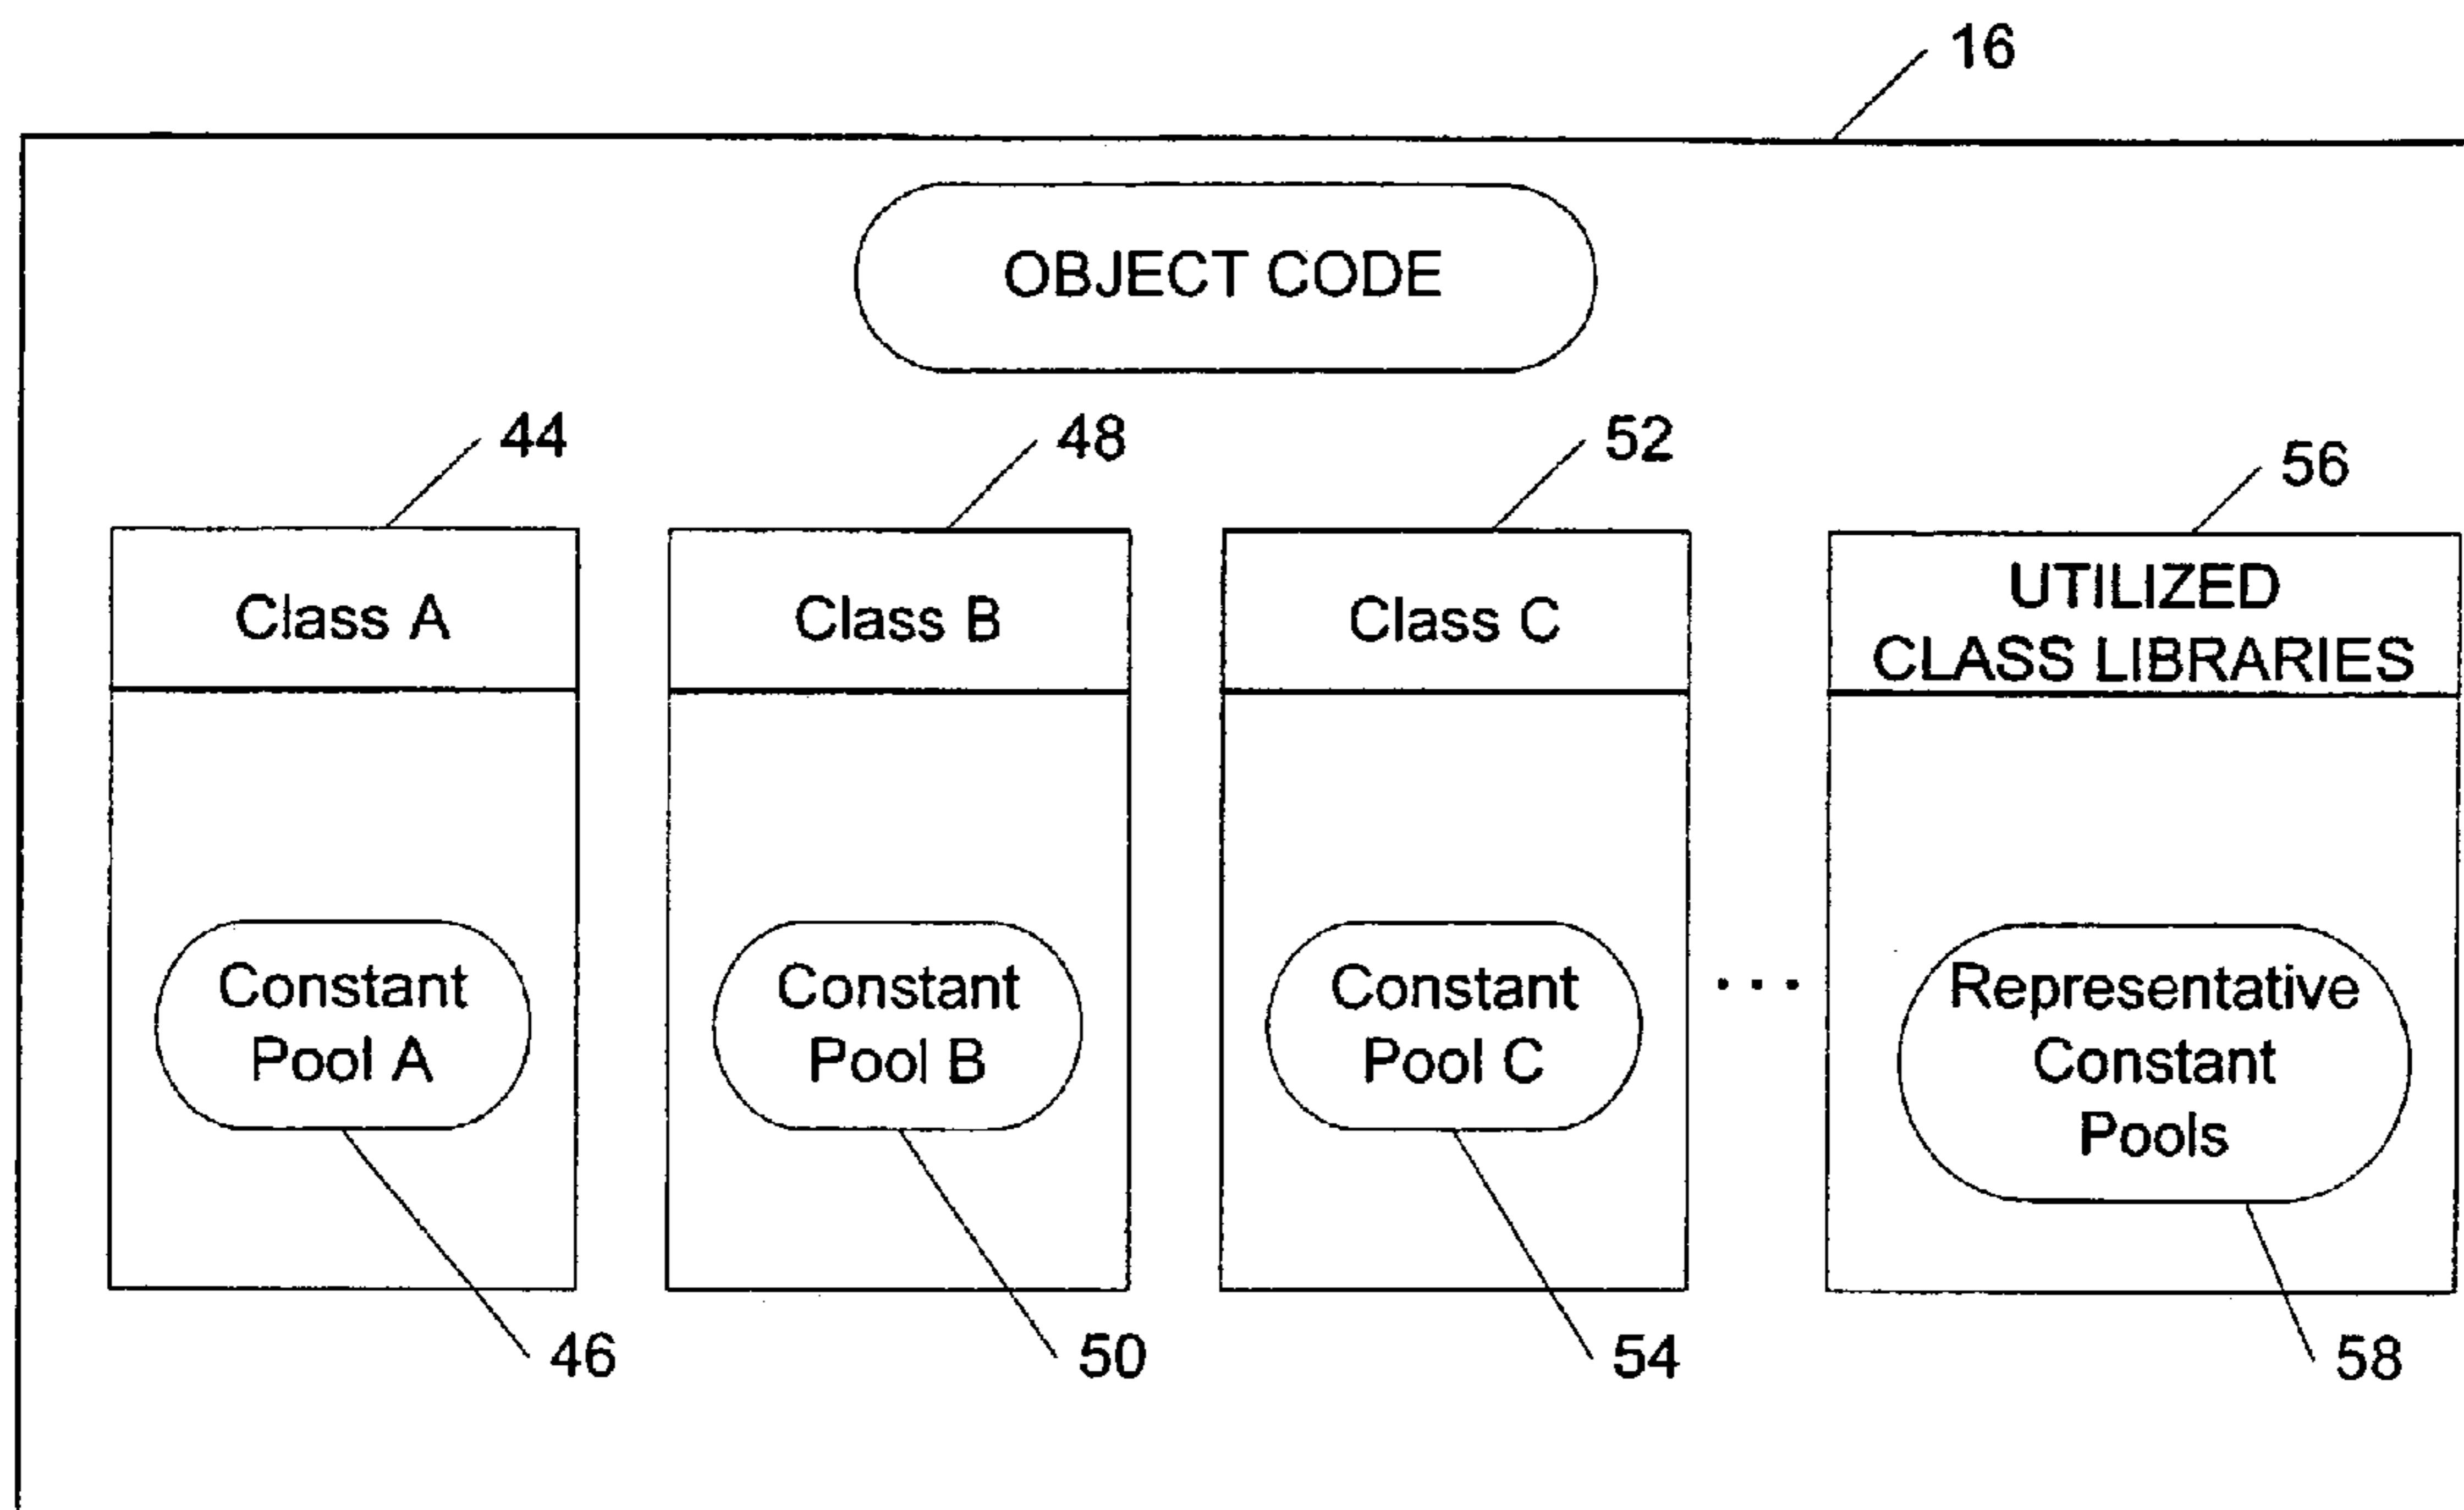 16
OBJECT CODE
44
48
52
56
Class A
Class B
Class C
UTILIZED
CLASS LIBRARIES
Constant
Pool A
Constant
Pool B
Constant
Pool C
...
Representative
Constant
Pools
46
50
54
58